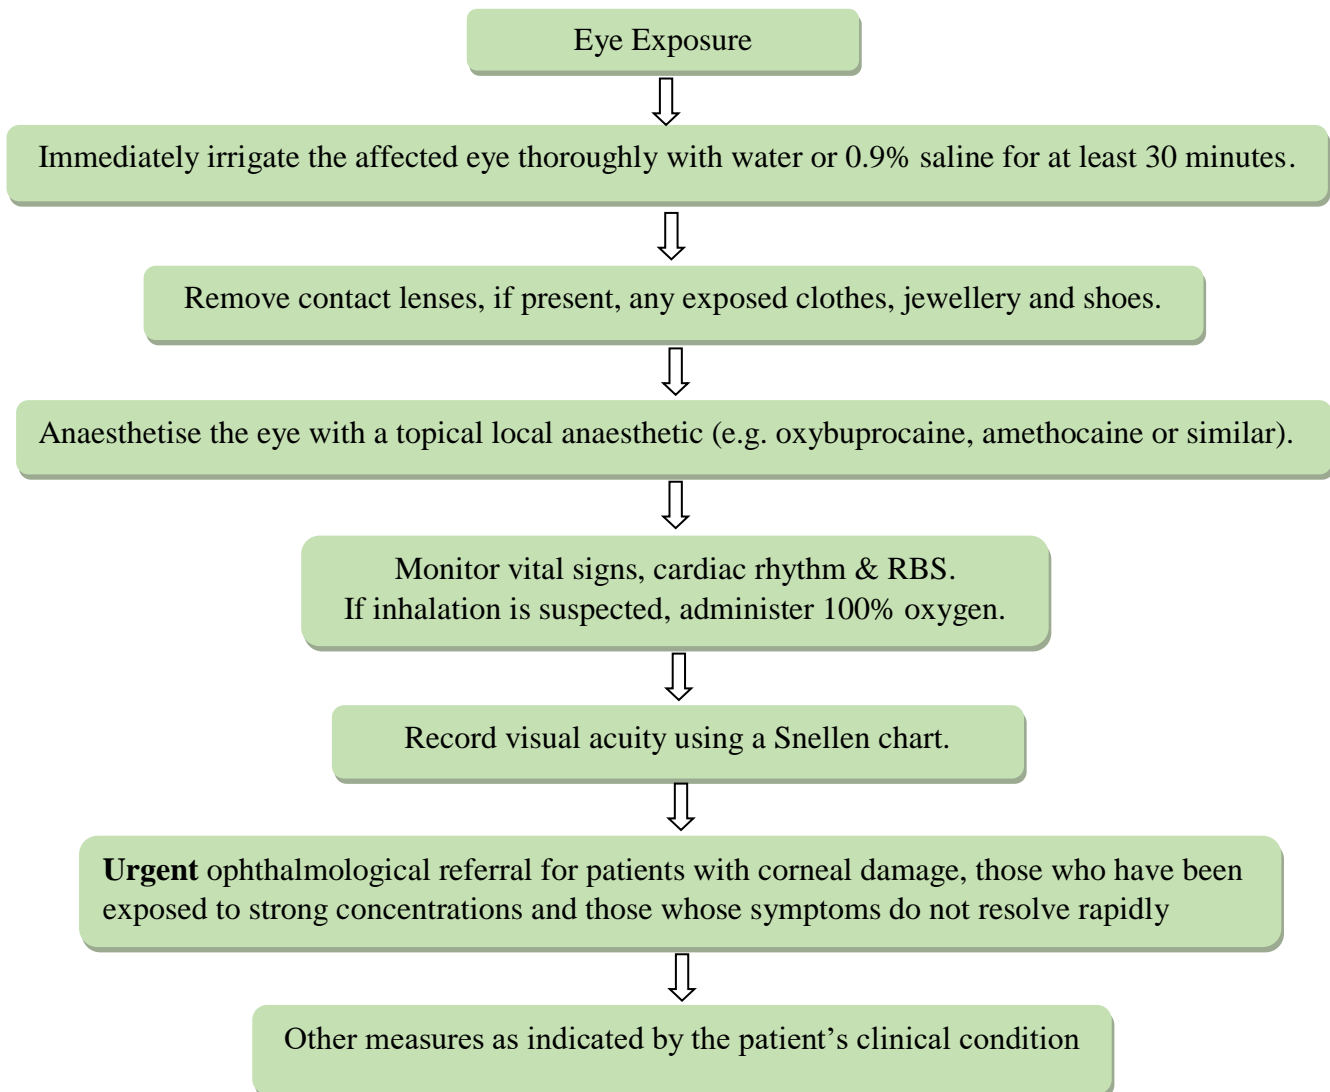 Eye Exposure
Immediately irrigate the affected eye thoroughly with water or 0.9% saline for at least 30 minutes.
Remove contact lenses, if present, any exposed clothes, jewellery and shoes.
Anaesthetise the eye with a topical local anaesthetic (e.g. oxybuprocaine, amethocaine or similar).
Monitor vital signs, cardiac rhythm & RBS.
If inhalation is suspected, administer 100% oxygen.
Record visual acuity using a Snellen chart.
Urgent ophthalmological referral for patients with corneal damage, those who have been
exposed to strong concentrations and those whose symptoms do not resolve rapidly
Other measures as indicated by the patient’s clinical condition